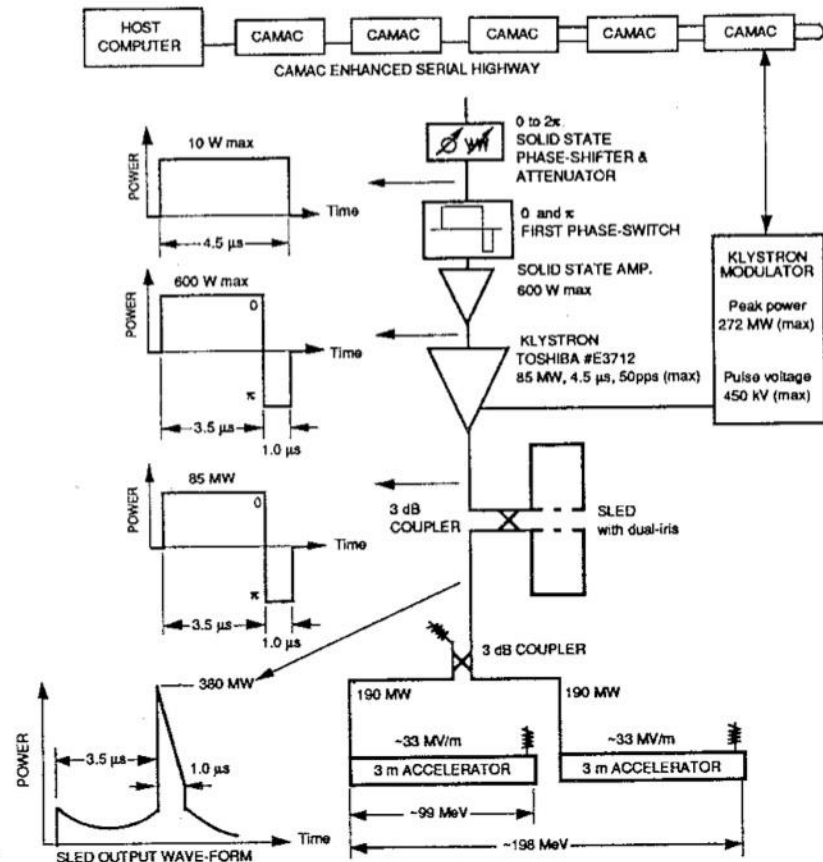 HOST
COMPUTER
CAMAC
CAMAC
CAMAC
CAMAC
CAMAC
CAMAC ENHANCED SERIAL HIGHWAY
0 to 2π
SOLID STATE
PHASE-SHIFTER &
ATTENUATOR
10 W max
POWER
Time
4.5 μs
0 and π
FIRST PHASE-SWITCH
SOLID STATE AMP.
600 W max
KLYSTRON
MODULATOR
Peak power
272 MW (max)
Pulse voltage
450 kV (max)
600 W max
POWER
0
Time
π
3.5 μs
1.0 μs
KLYSTRON
TOSHIBA #E3712
85 MW, 4.5 μs, 50pps (max)
85 MW
POWER
0
Time
π
3.5 μs
1.0 μs
3 dB
COUPLER
SLED
with dual-iris
3 dB COUPLER
380 MW
POWER
3.5 μs
1.0 μs
Time
SLED OUTPUT WAVE-FORM
190 MW
190 MW
~33 MV/m
~33 MV/m
3 m ACCELERATOR
3 m ACCELERATOR
~99 MeV
~198 MeV